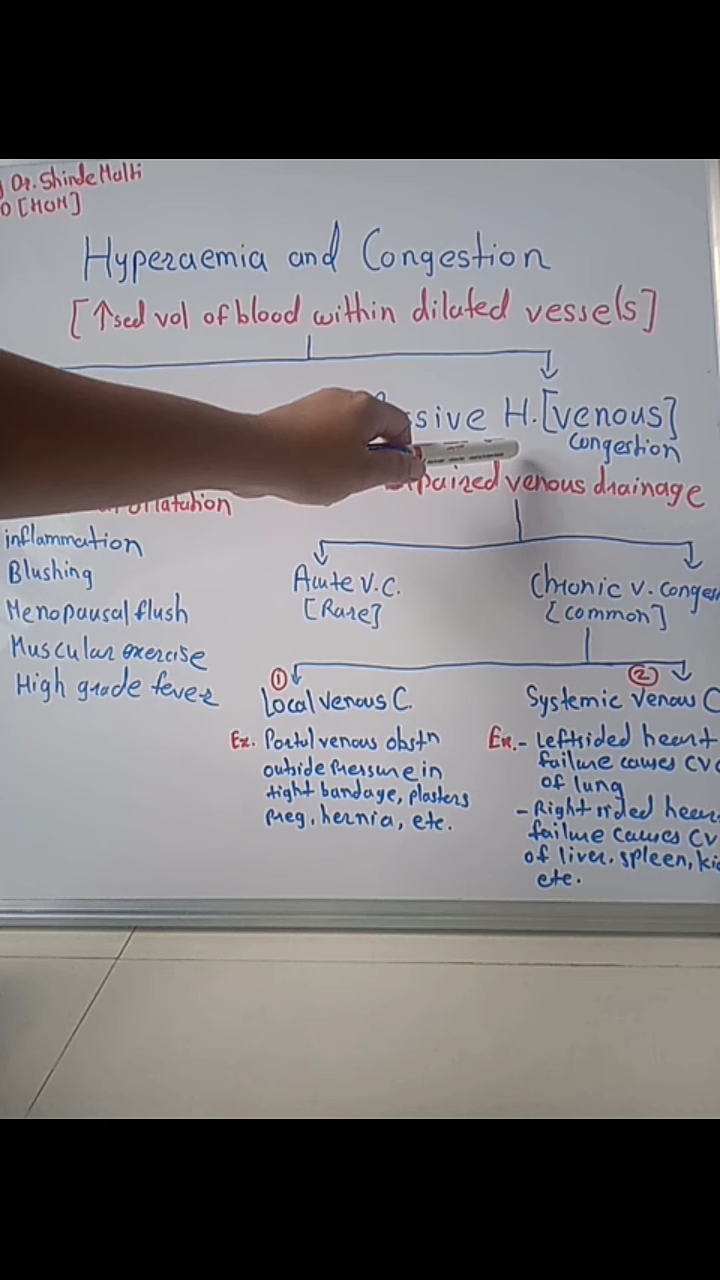 Dr. Shinde Malti
[HOM]
Hyperaemia and Congestion
[↑sed vol of blood within dilated vessels]
H. [venous]
Congestion
venous drainage
inflammation
Blushing
Menopausal flush
Muscular exercise
High grade fever
Acute V.C.
[Rare]
Chronic V. Conges
[common]
①
Local Venous C.
Ex. Portal venous obstn
outside Pressure in
tight bandage, plasters
Preg, hernia, etc.
②
Systemic Venous C
Ex. - Leftsided heart
failure causes CVC
of lung
- Right sided hear
failure causes CV
of liver, spleen, ki
etc.